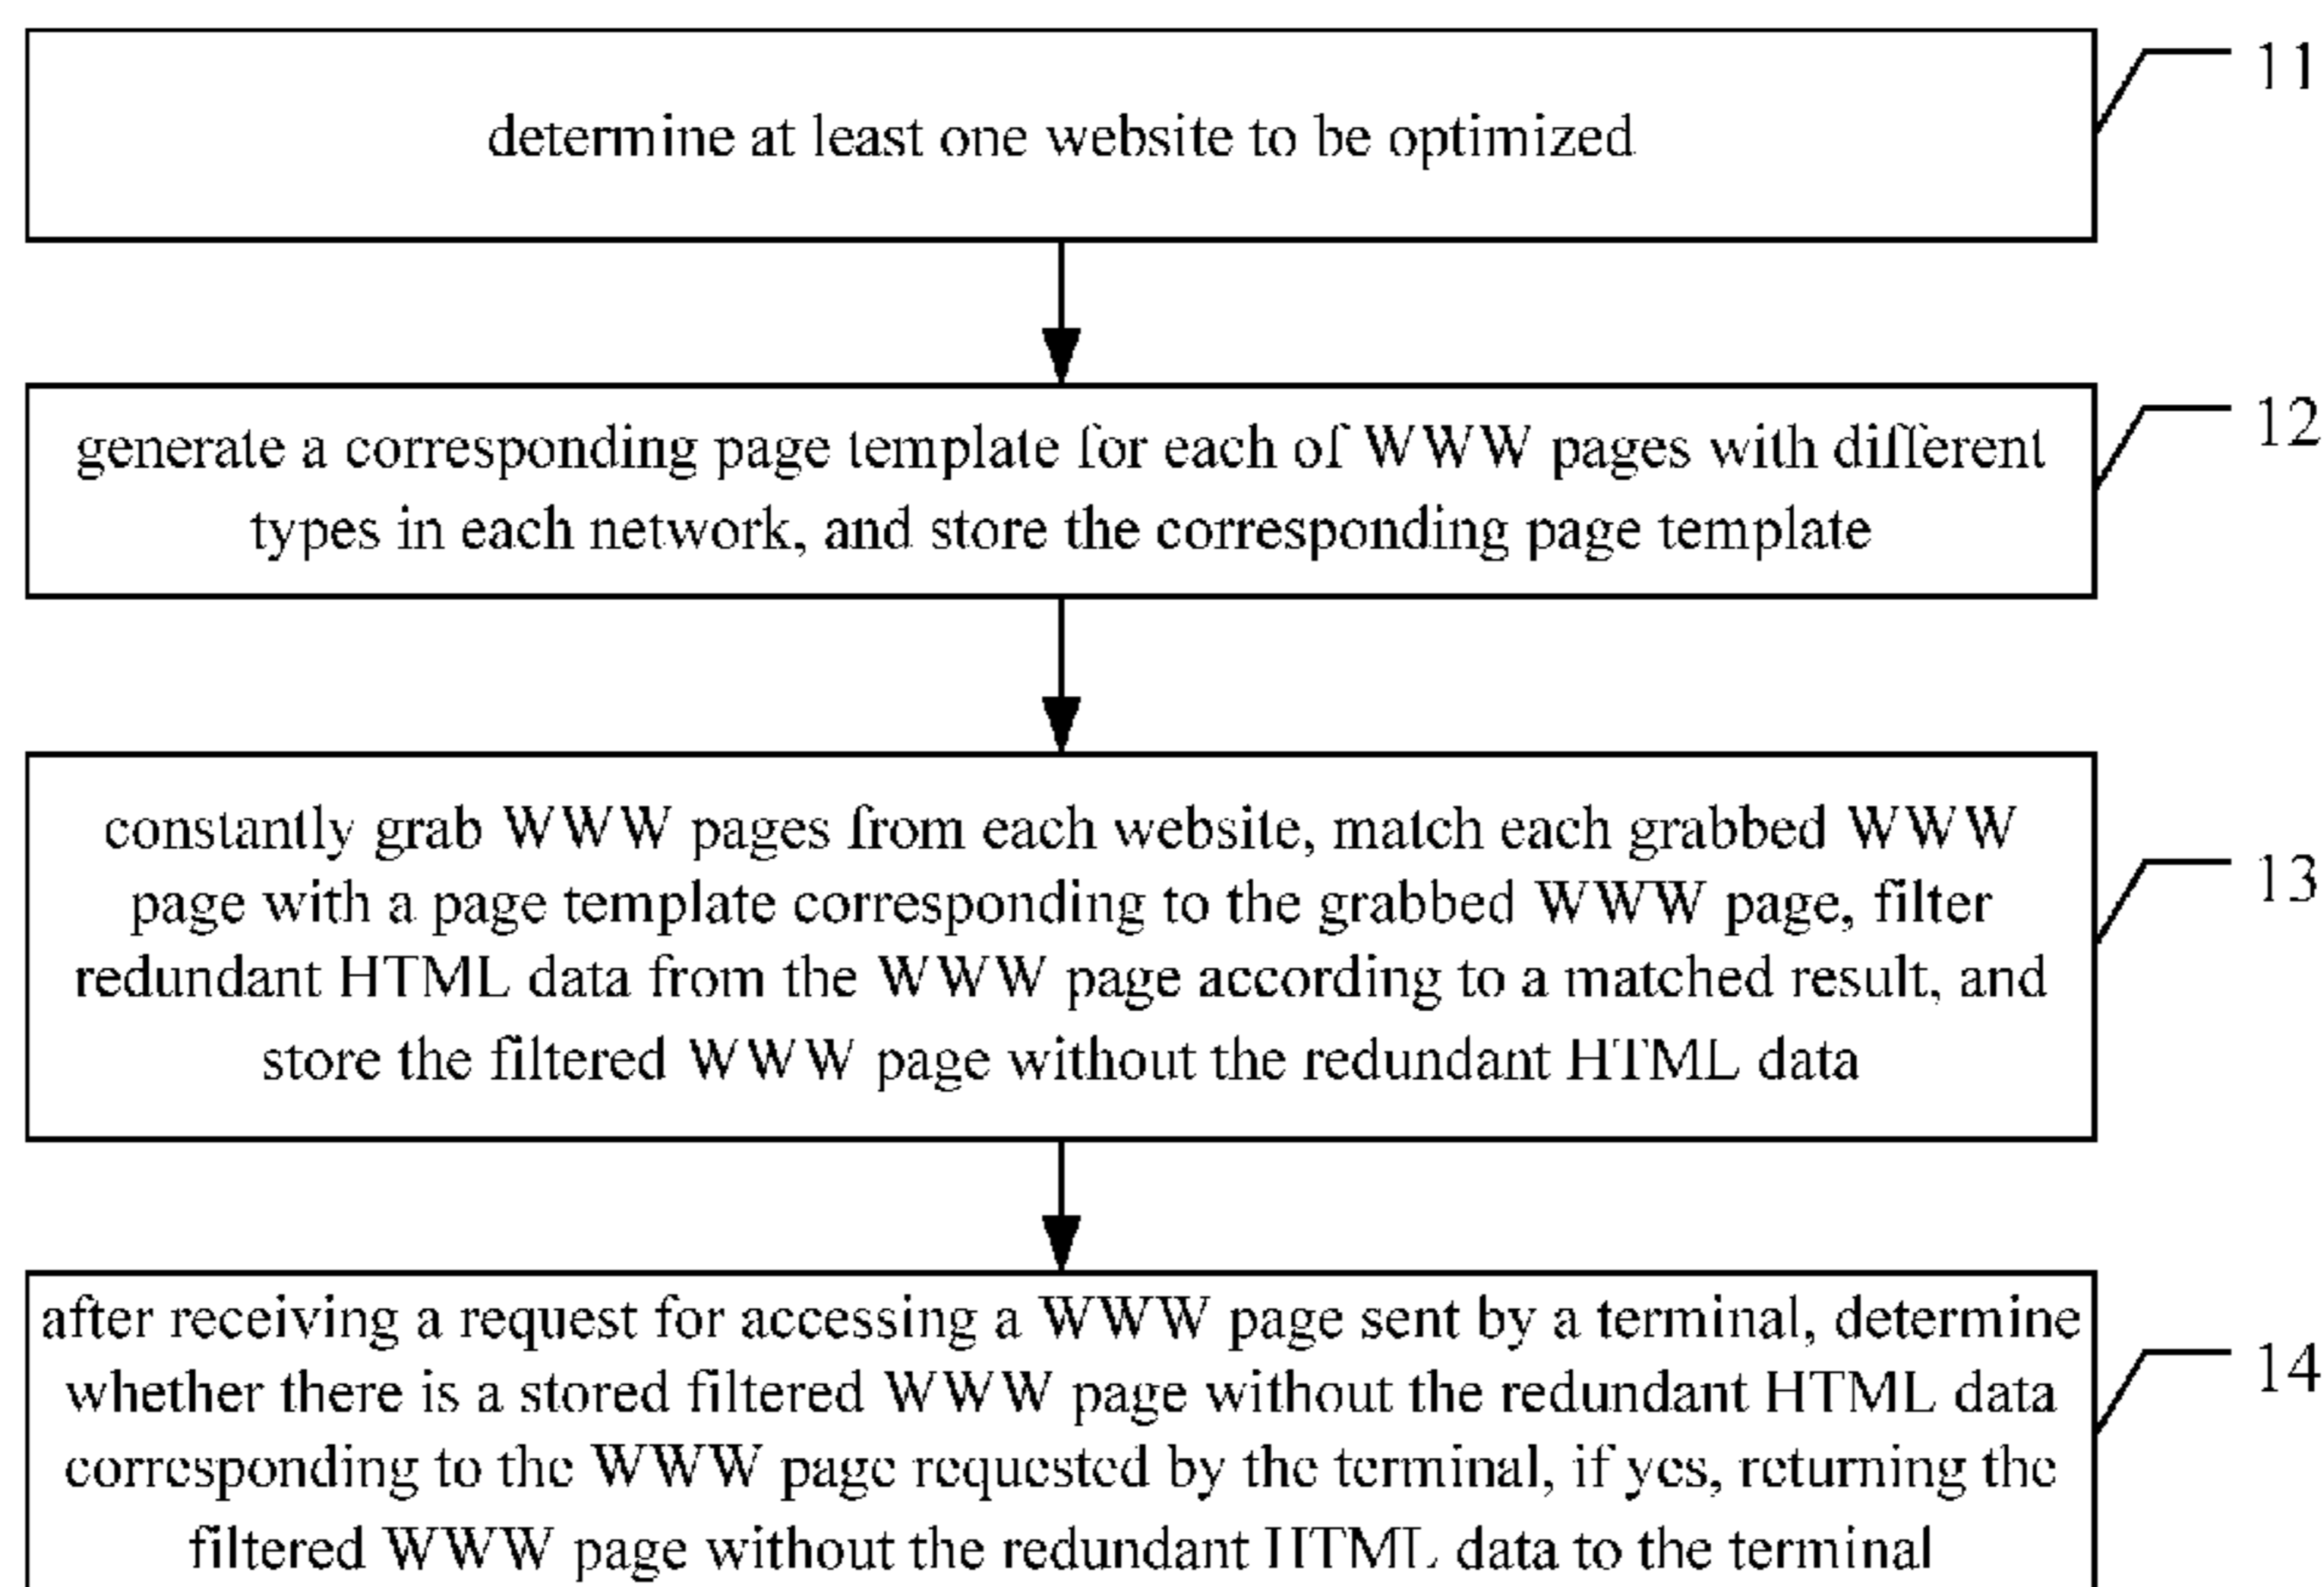 determine at least one website to be optimized
11
generate a corresponding page template for each of WWW pages with different
types in each network, and store the corresponding page template
12
constantly grab WWW pages from each website, match each grabbed WWW
page with a page template corresponding to the grabbed WWW page, filter
redundant HTML data from the WWW page according to a matched result, and
store the filtered WWW page without the redundant HTML data
13
after receiving a request for accessing a WWW page sent by a terminal, determine
whether there is a stored filtered WWW page without the redundant HTML data
corresponding to the WWW page requested by the terminal, if yes, returning the
filtered WWW page without the redundant HTML data to the terminal
14